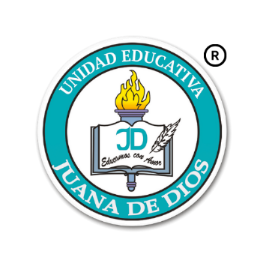 ®
UNIDAD EDUCATIVA
JD
Educamos con Amor
JUANA DE DIOS